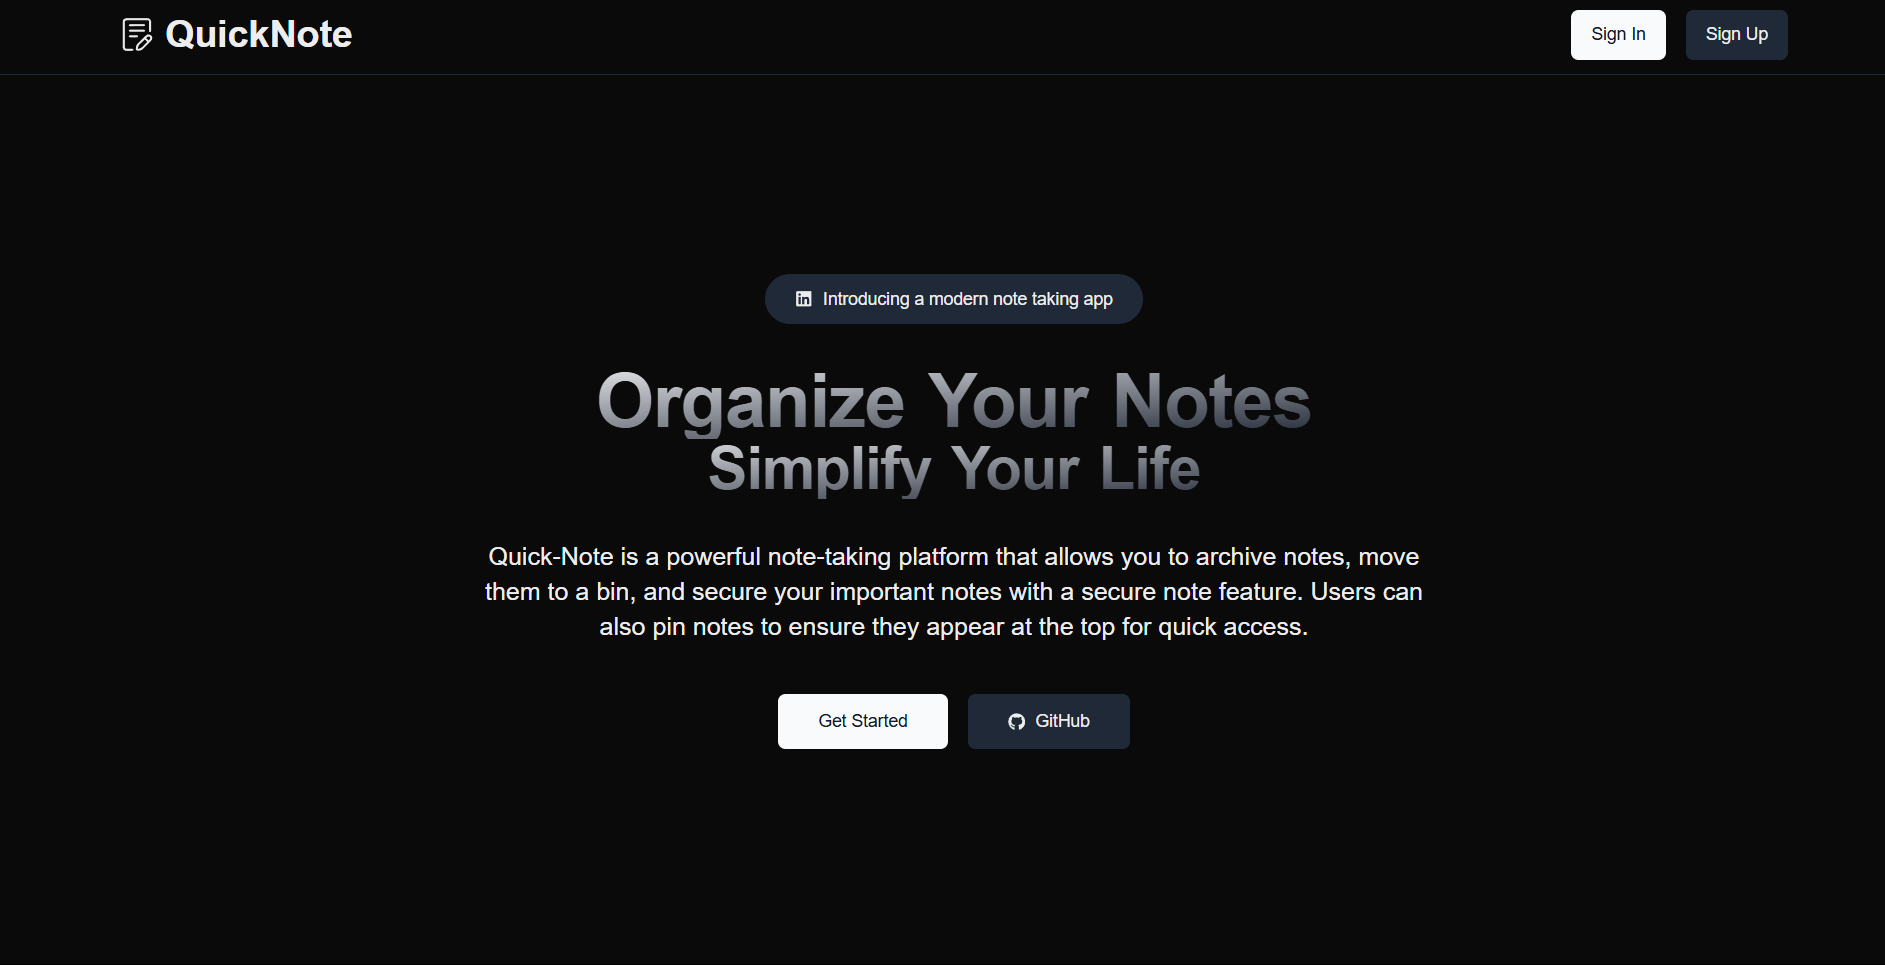 QuickNote
Sign In
Sign Up
Introducing a modern note taking app
Organize Your Notes
Simplify Your Life
Quick-Note is a powerful note-taking platform that allows you to archive notes, move
them to a bin, and secure your important notes with a secure note feature. Users can
also pin notes to ensure they appear at the top for quick access.
Get Started
GitHub